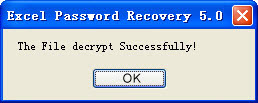 Excel Password Recovery 5.0
The File decrypt Successfully!
OK